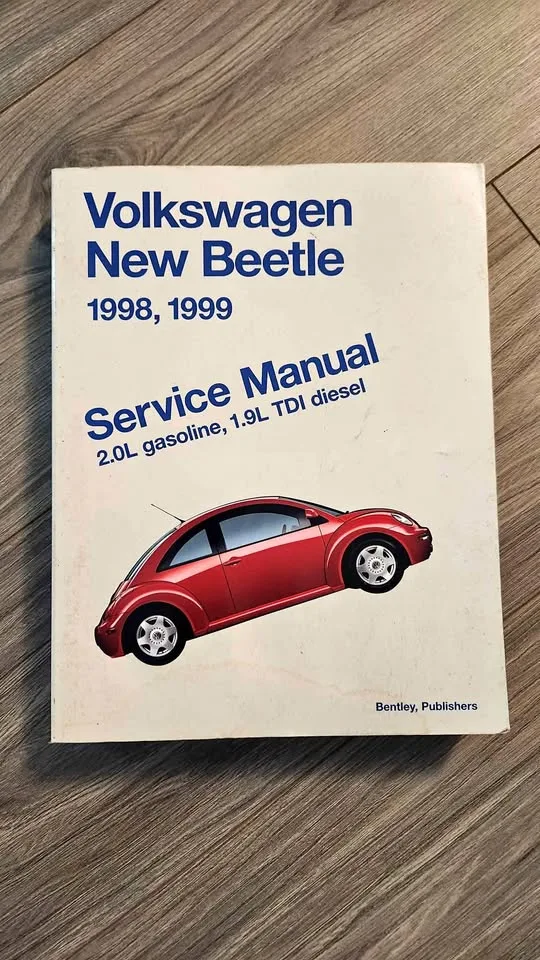 Volkswagen
New Beetle
1998, 1999
Service Manual
2.0L gasoline, 1.9L TDI diesel
Bentley, Publishers